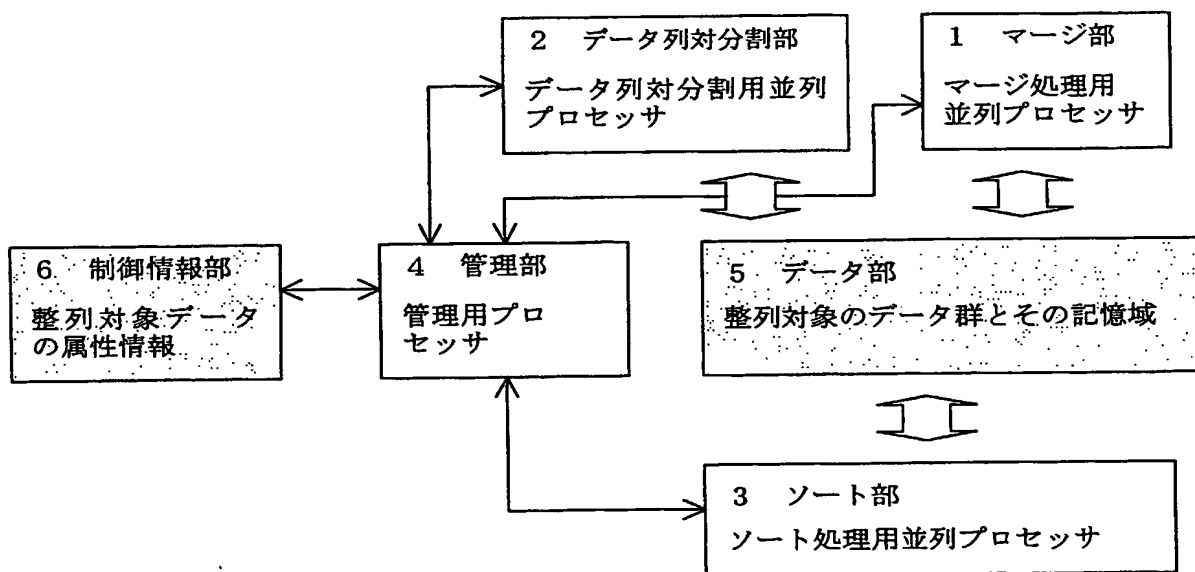 2 データ列対分割部
データ列対分割用並列
プロセッサ
1 マージ部
マージ処理用
並列プロセッサ
6 制御情報部
整列対象データ
の属性情報
4 管理部
管理用プロ
セッサ
5 データ部
整列対象のデータ群とその記憶域
3 ソート部
ソート処理用並列プロセッサ